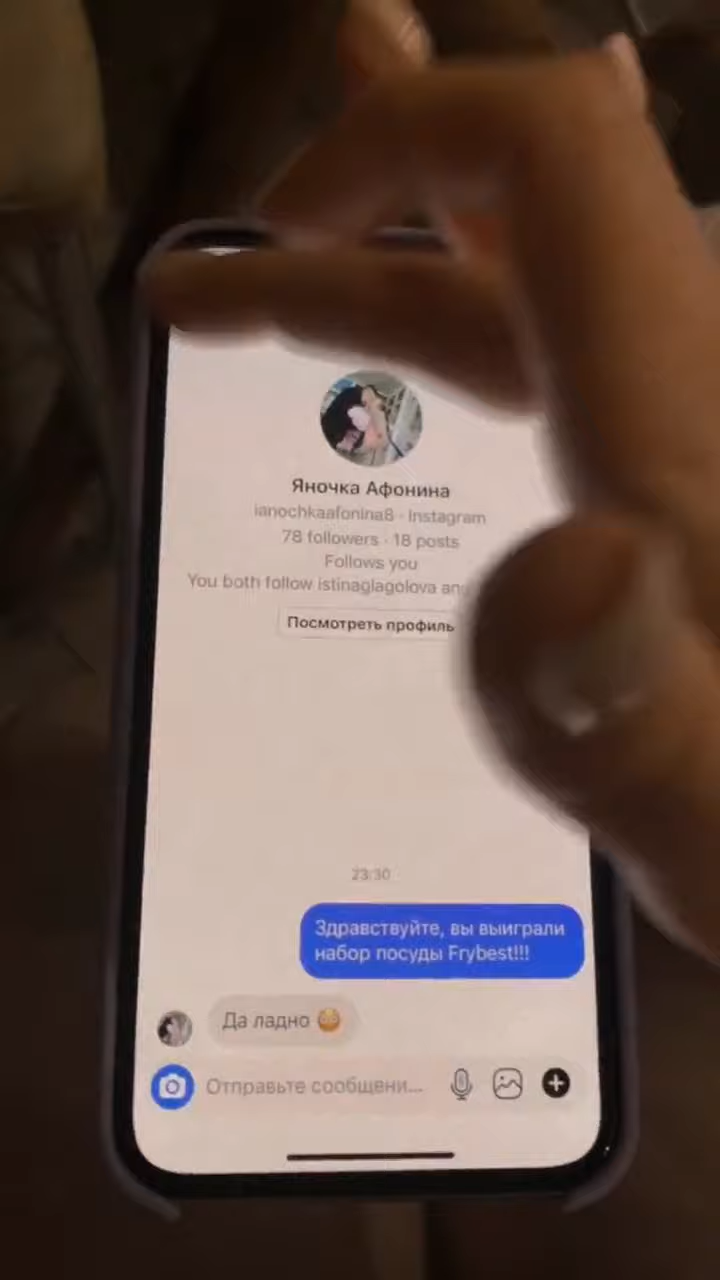 Яночка Афонина
ianochkaafonina8 · Instagram
78 followers · 18 posts
Follows you
You both follow istinaglagolova
Посмотреть профиль
23:30
Здравствуйте, вы выиграли
набор посуды Frybest!!!
Да ладно 😳
Отправьте сообщени...